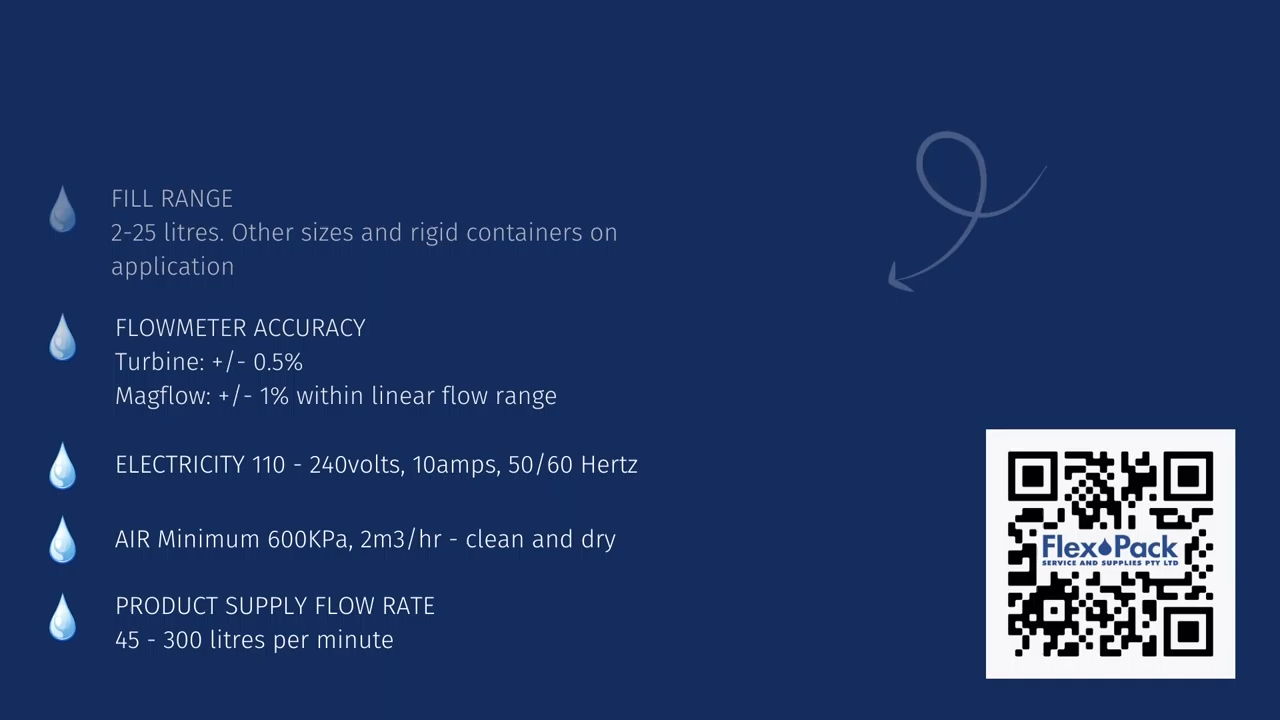 FILL RANGE
2-25 litres. Other sizes and rigid containers on
application
FLOWMETER ACCURACY
Turbine: +/- 0.5%
Magflow: +/- 1% within linear flow range
ELECTRICITY 110 - 240volts, 10amps, 50/60 Hertz
AIR Minimum 600KPa, 2m3/hr - clean and dry
PRODUCT SUPPLY FLOW RATE
45 - 300 litres per minute
Flex Pack
SERVICE AND SUPPLIES PTY LTD